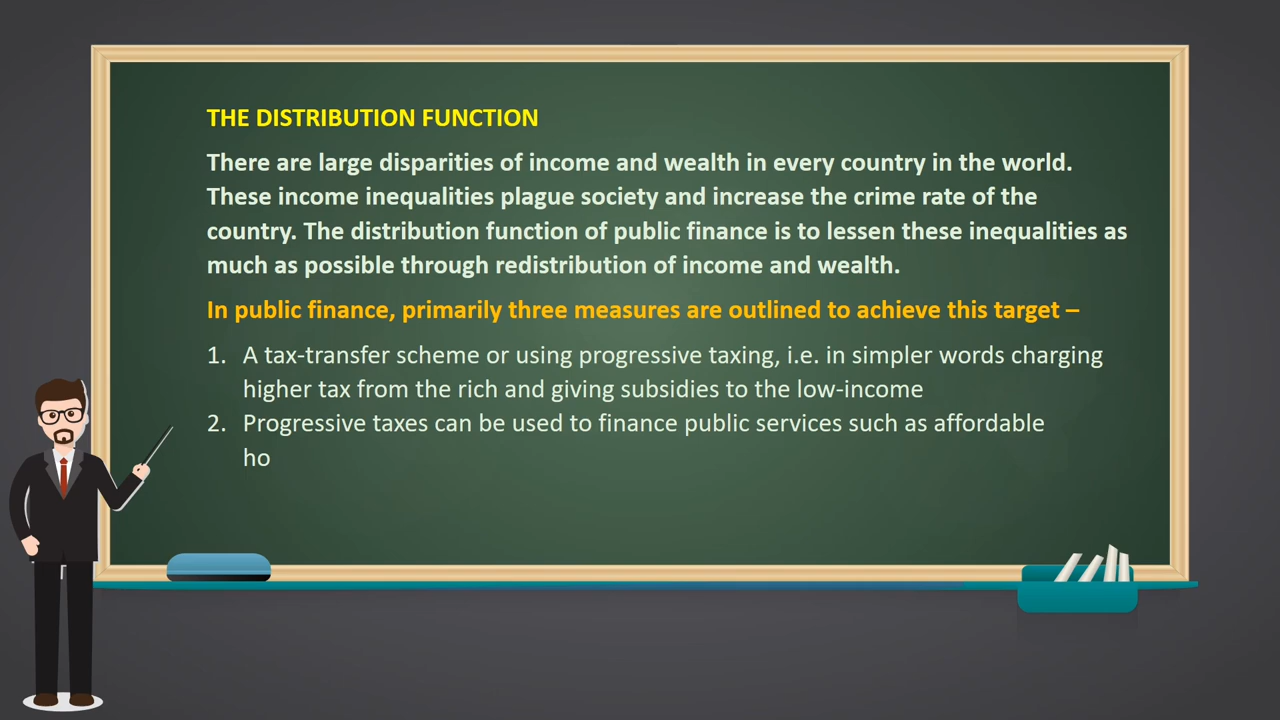 THE DISTRIBUTION FUNCTION
There are large disparities of income and wealth in every country in the world.
These income inequalities plague society and increase the crime rate of the
country. The distribution function of public finance is to lessen these inequalities as
much as possible through redistribution of income and wealth.
In public finance, primarily three measures are outlined to achieve this target –
1. A tax-transfer scheme or using progressive taxing, i.e. in simpler words charging
higher tax from the rich and giving subsidies to the low-income
2. Progressive taxes can be used to finance public services such as affordable
ho